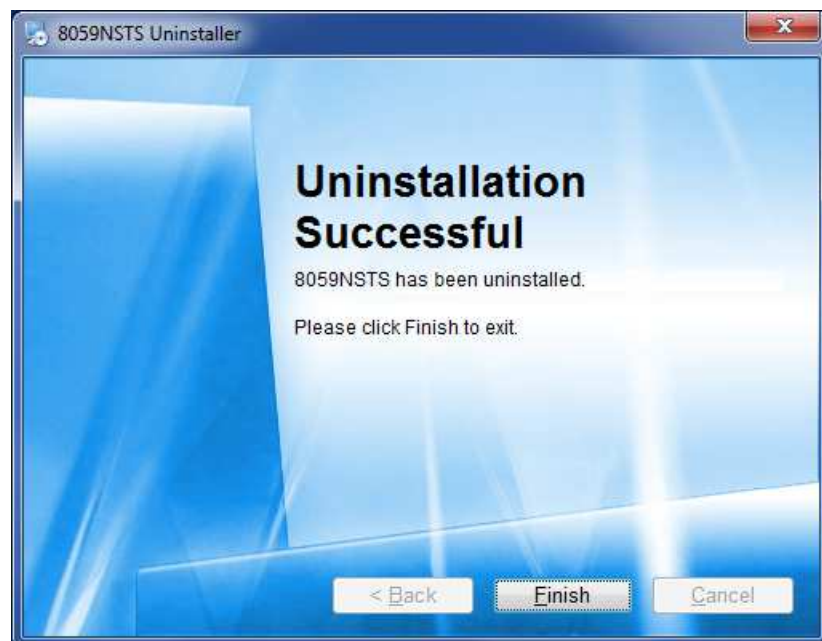 8059NSTS Uninstaller
Uninstallation
Successful
8059NSTS has been uninstalled.
Please click Finish to exit.
< Back
Finish
Cancel